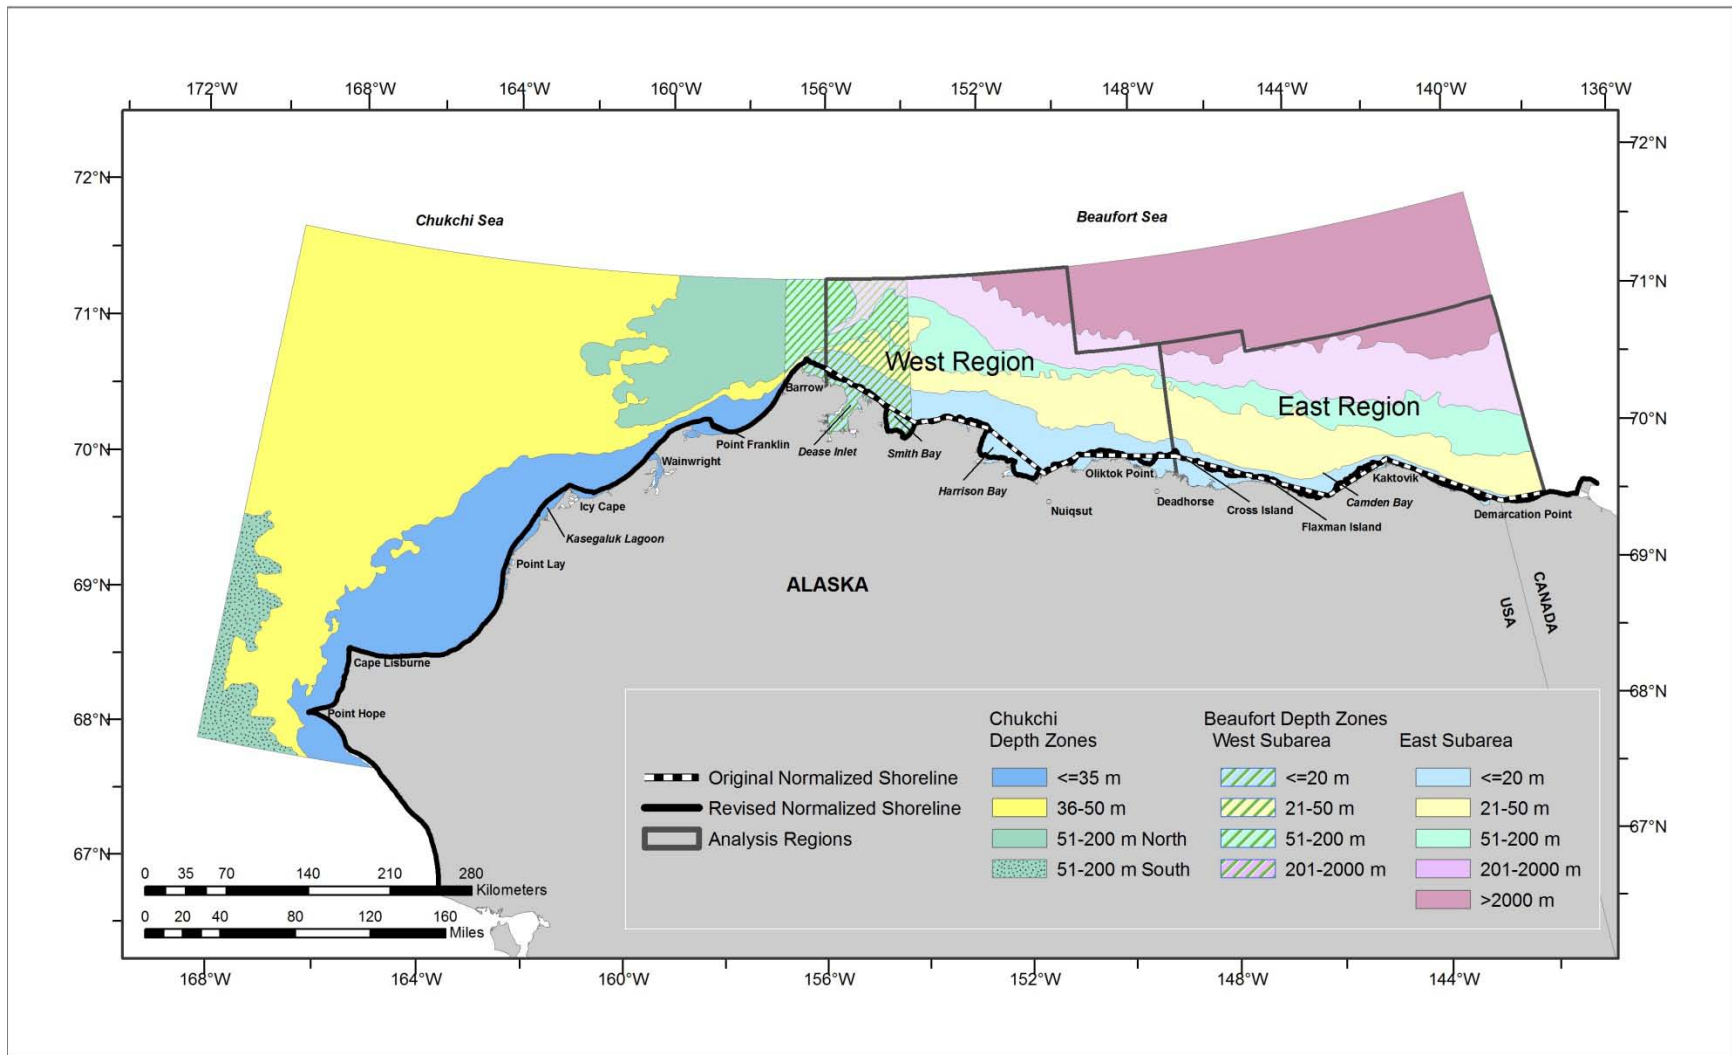 172°W 168°W 164°W 160°W 156°W 152°W 148°W 144°W 140°W 136°W
72°N 72°N
Chukchi Sea Beaufort Sea
71°N 71°N
West Region
East Region
70°N 70°N
Barrow
Point Franklin
Dease Inlet
Smith Bay
Wainwright
Harrison Bay
Oliktok Point
Kaktovik
Icy Cape
Nuiqsut
Deadhorse
Cross Island
Camden Bay
Flaxman Island
Demarcation Point
Kasegaluk Lagoon
Point Lay
69°N 69°N
ALASKA
USA
CANADA
Cape Lisburne
Point Hope
68°N 68°N
67°N 67°N
Original Normalized Shoreline
Revised Normalized Shoreline
Analysis Regions
Chukchi
Depth Zones
<=35 m
36-50 m
51-200 m North
51-200 m South
Beaufort Depth Zones
West Subarea
<=20 m
21-50 m
51-200 m
201-2000 m
East Subarea
<=20 m
21-50 m
51-200 m
201-2000 m
>2000 m
0 35 70 140 210 280
Kilometers
0 20 40 80 120 160
Miles
168°W 164°W 160°W 156°W 152°W 148°W 144°W